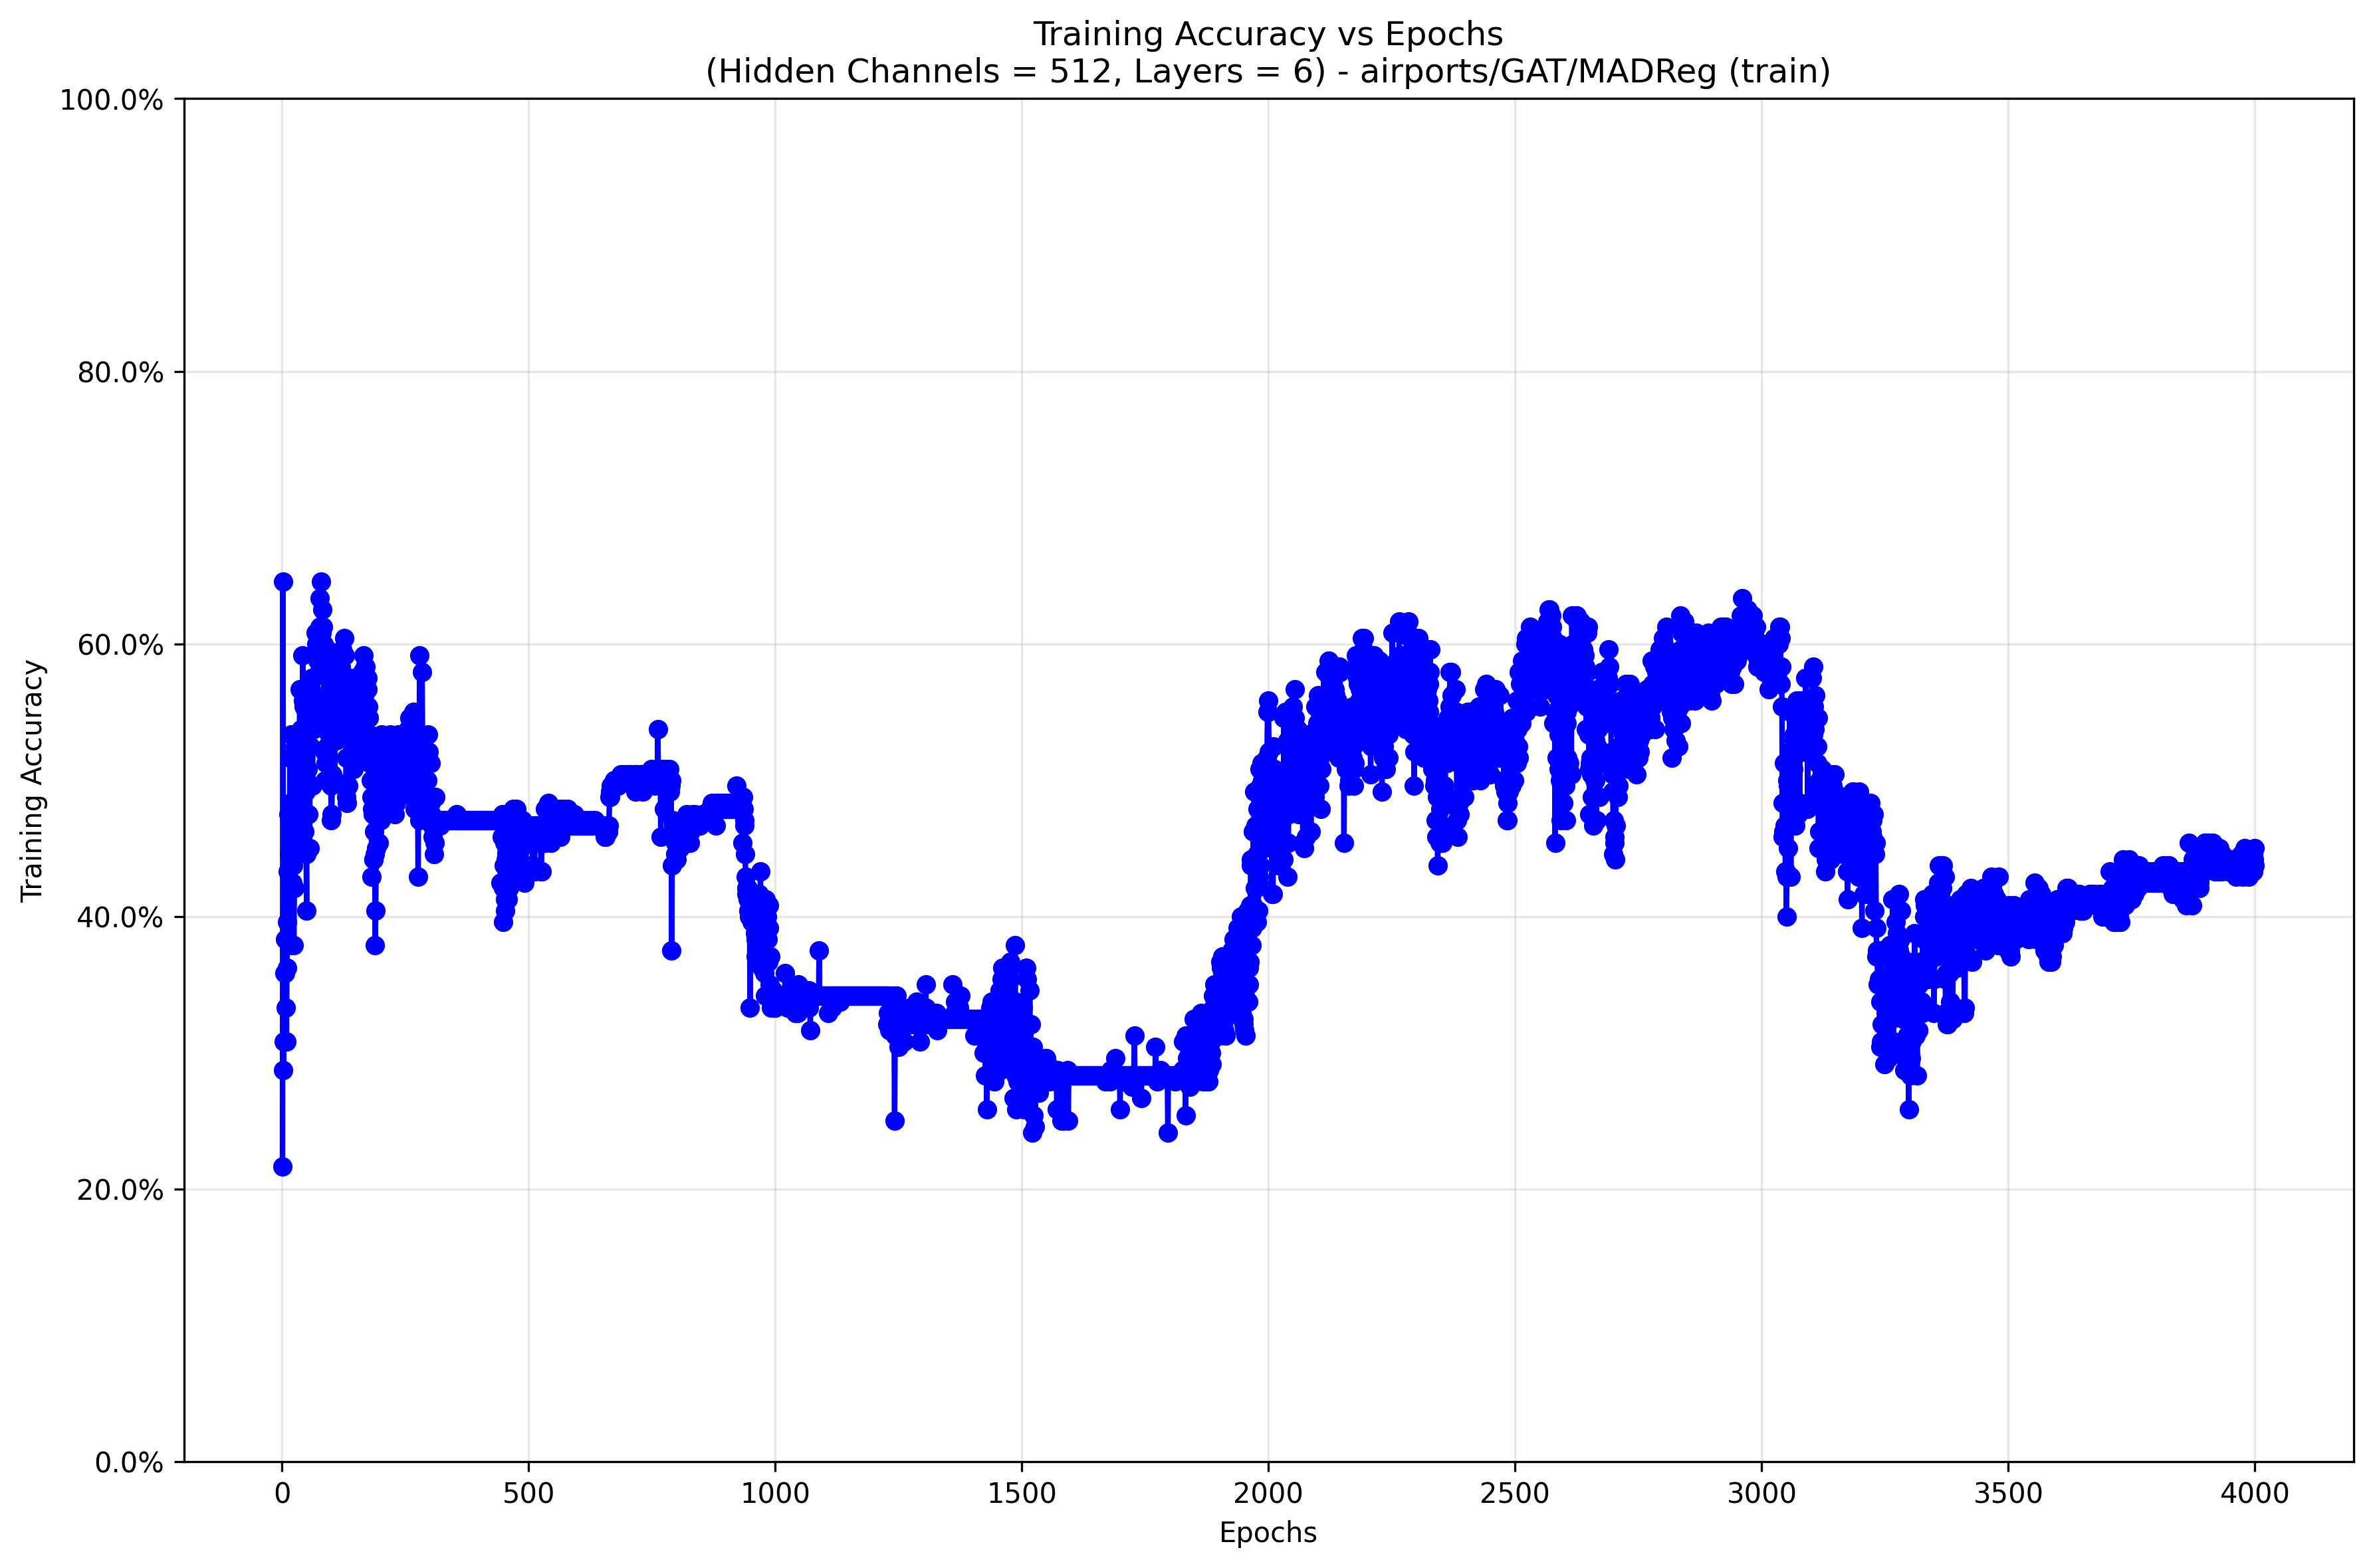 Training Accuracy vs Epochs
(Hidden Channels = 512, Layers = 6) - airports/GAT/MADReg (train)
100.0%
80.0%
60.0%
40.0%
20.0%
0.0%
Training Accuracy
0 500 1000 1500 2000 2500 3000 3500 4000
Epochs